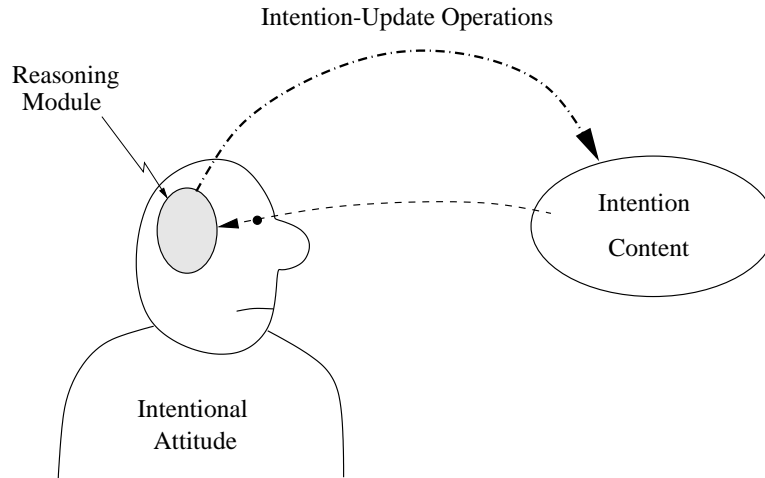 Intention-Update Operations
Reasoning
Module
Intention
Content
Intentional
Attitude